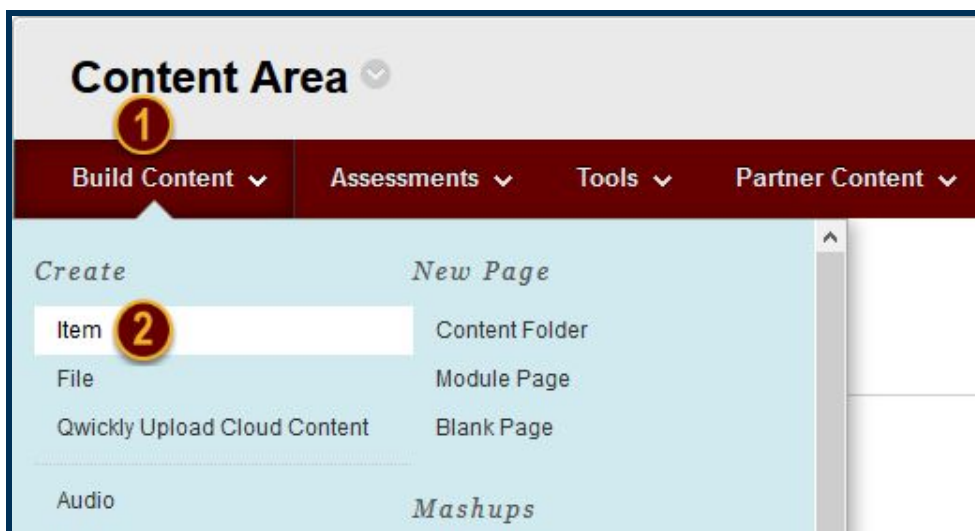 Content Area
1
Build Content Assessments Tools Partner Content
Create New Page
Item 2 Content Folder
File Module Page
Qwickly Upload Cloud Content Blank Page
Audio Mashups